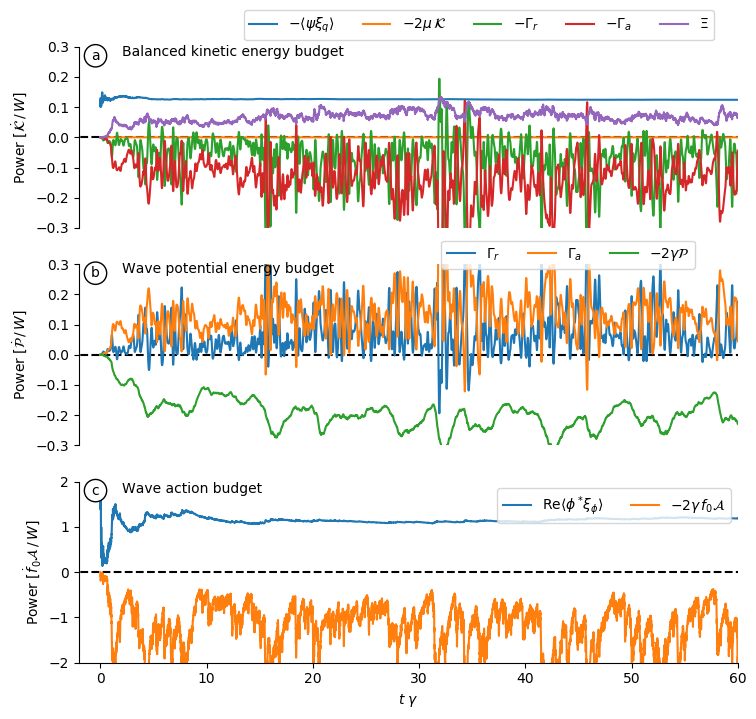 −⟨ψξ_q⟩ −2μ 𝒦 −Γ_r −Γ_a Ξ
a Balanced kinetic energy budget
Power [𝒦̇ / W]
0.3
0.2
0.1
0.0
−0.1
−0.2
−0.3
Γ_r Γ_a −2γ𝒫
b Wave potential energy budget
Power [𝒫̇ / W]
0.3
0.2
0.1
0.0
−0.1
−0.2
−0.3
c Wave action budget
Re⟨ϕ*ξ_ϕ⟩ −2γ f₀𝒜
Power [f₀𝒜̇ / W]
2
1
0
−1
−2
0 10 20 30 40 50 60
t γ